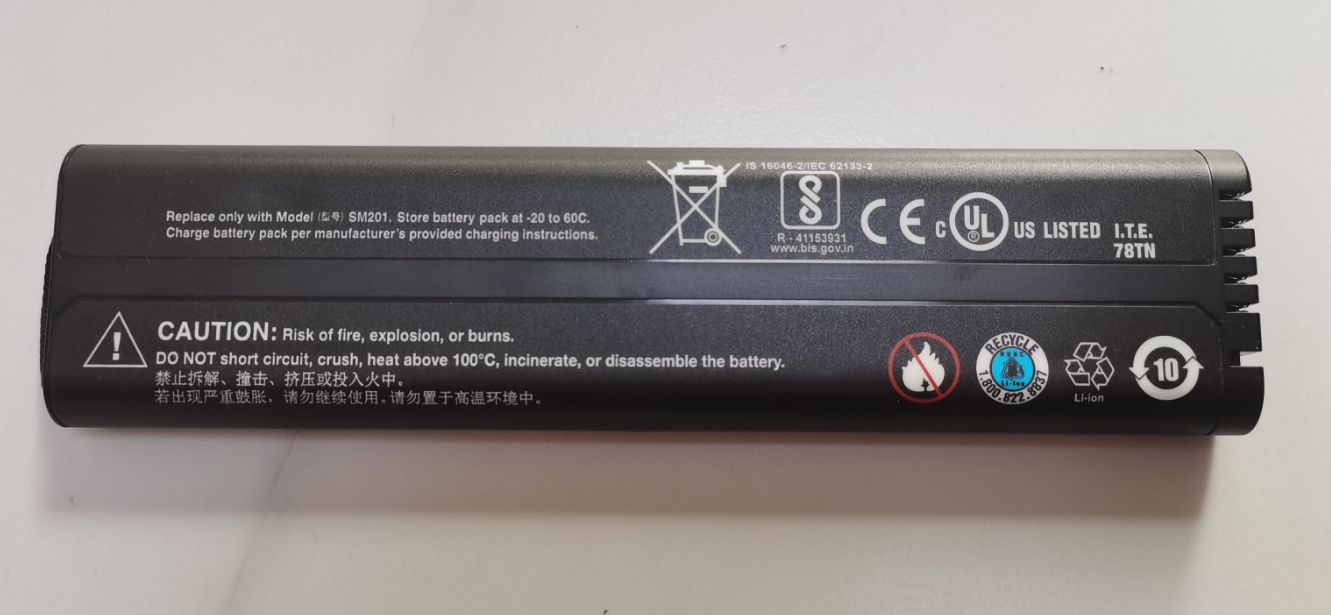 Replace only with Model (型号) SM201. Store battery pack at -20 to 60C.
Charge battery pack per manufacturer's provided charging instructions.
IS 16046-2/IEC 62133-2
R - 41153931
www.bis.gov.in
CE
C UL ® US LISTED I.T.E.
78TN
! CAUTION: Risk of fire, explosion, or burns.
DO NOT short circuit, crush, heat above 100°C, incinerate, or disassemble the battery.
禁止拆解、撞击、挤压或投入火中。
若出现严重鼓胀，请勿继续使用。请勿置于高温环境中。
RECYCLE
RBRC
Li-Ion
1.800.822.8837
Li-ion
10